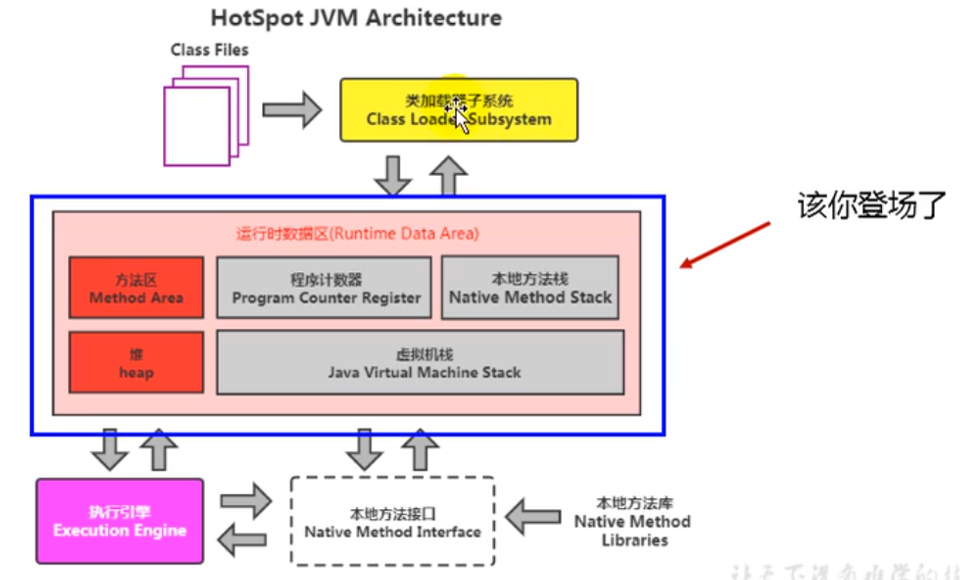 HotSpot JVM Architecture
Class Files
类加载器子系统
Class Loader Subsystem
该你登场了
运行时数据区(Runtime Data Area)
方法区
Method Area
程序计数器
Program Counter Register
本地方法栈
Native Method Stack
堆
heap
虚拟机栈
Java Virtual Machine Stack
执行引擎
Execution Engine
本地方法接口
Native Method Interface
本地方法库
Native Method
Libraries